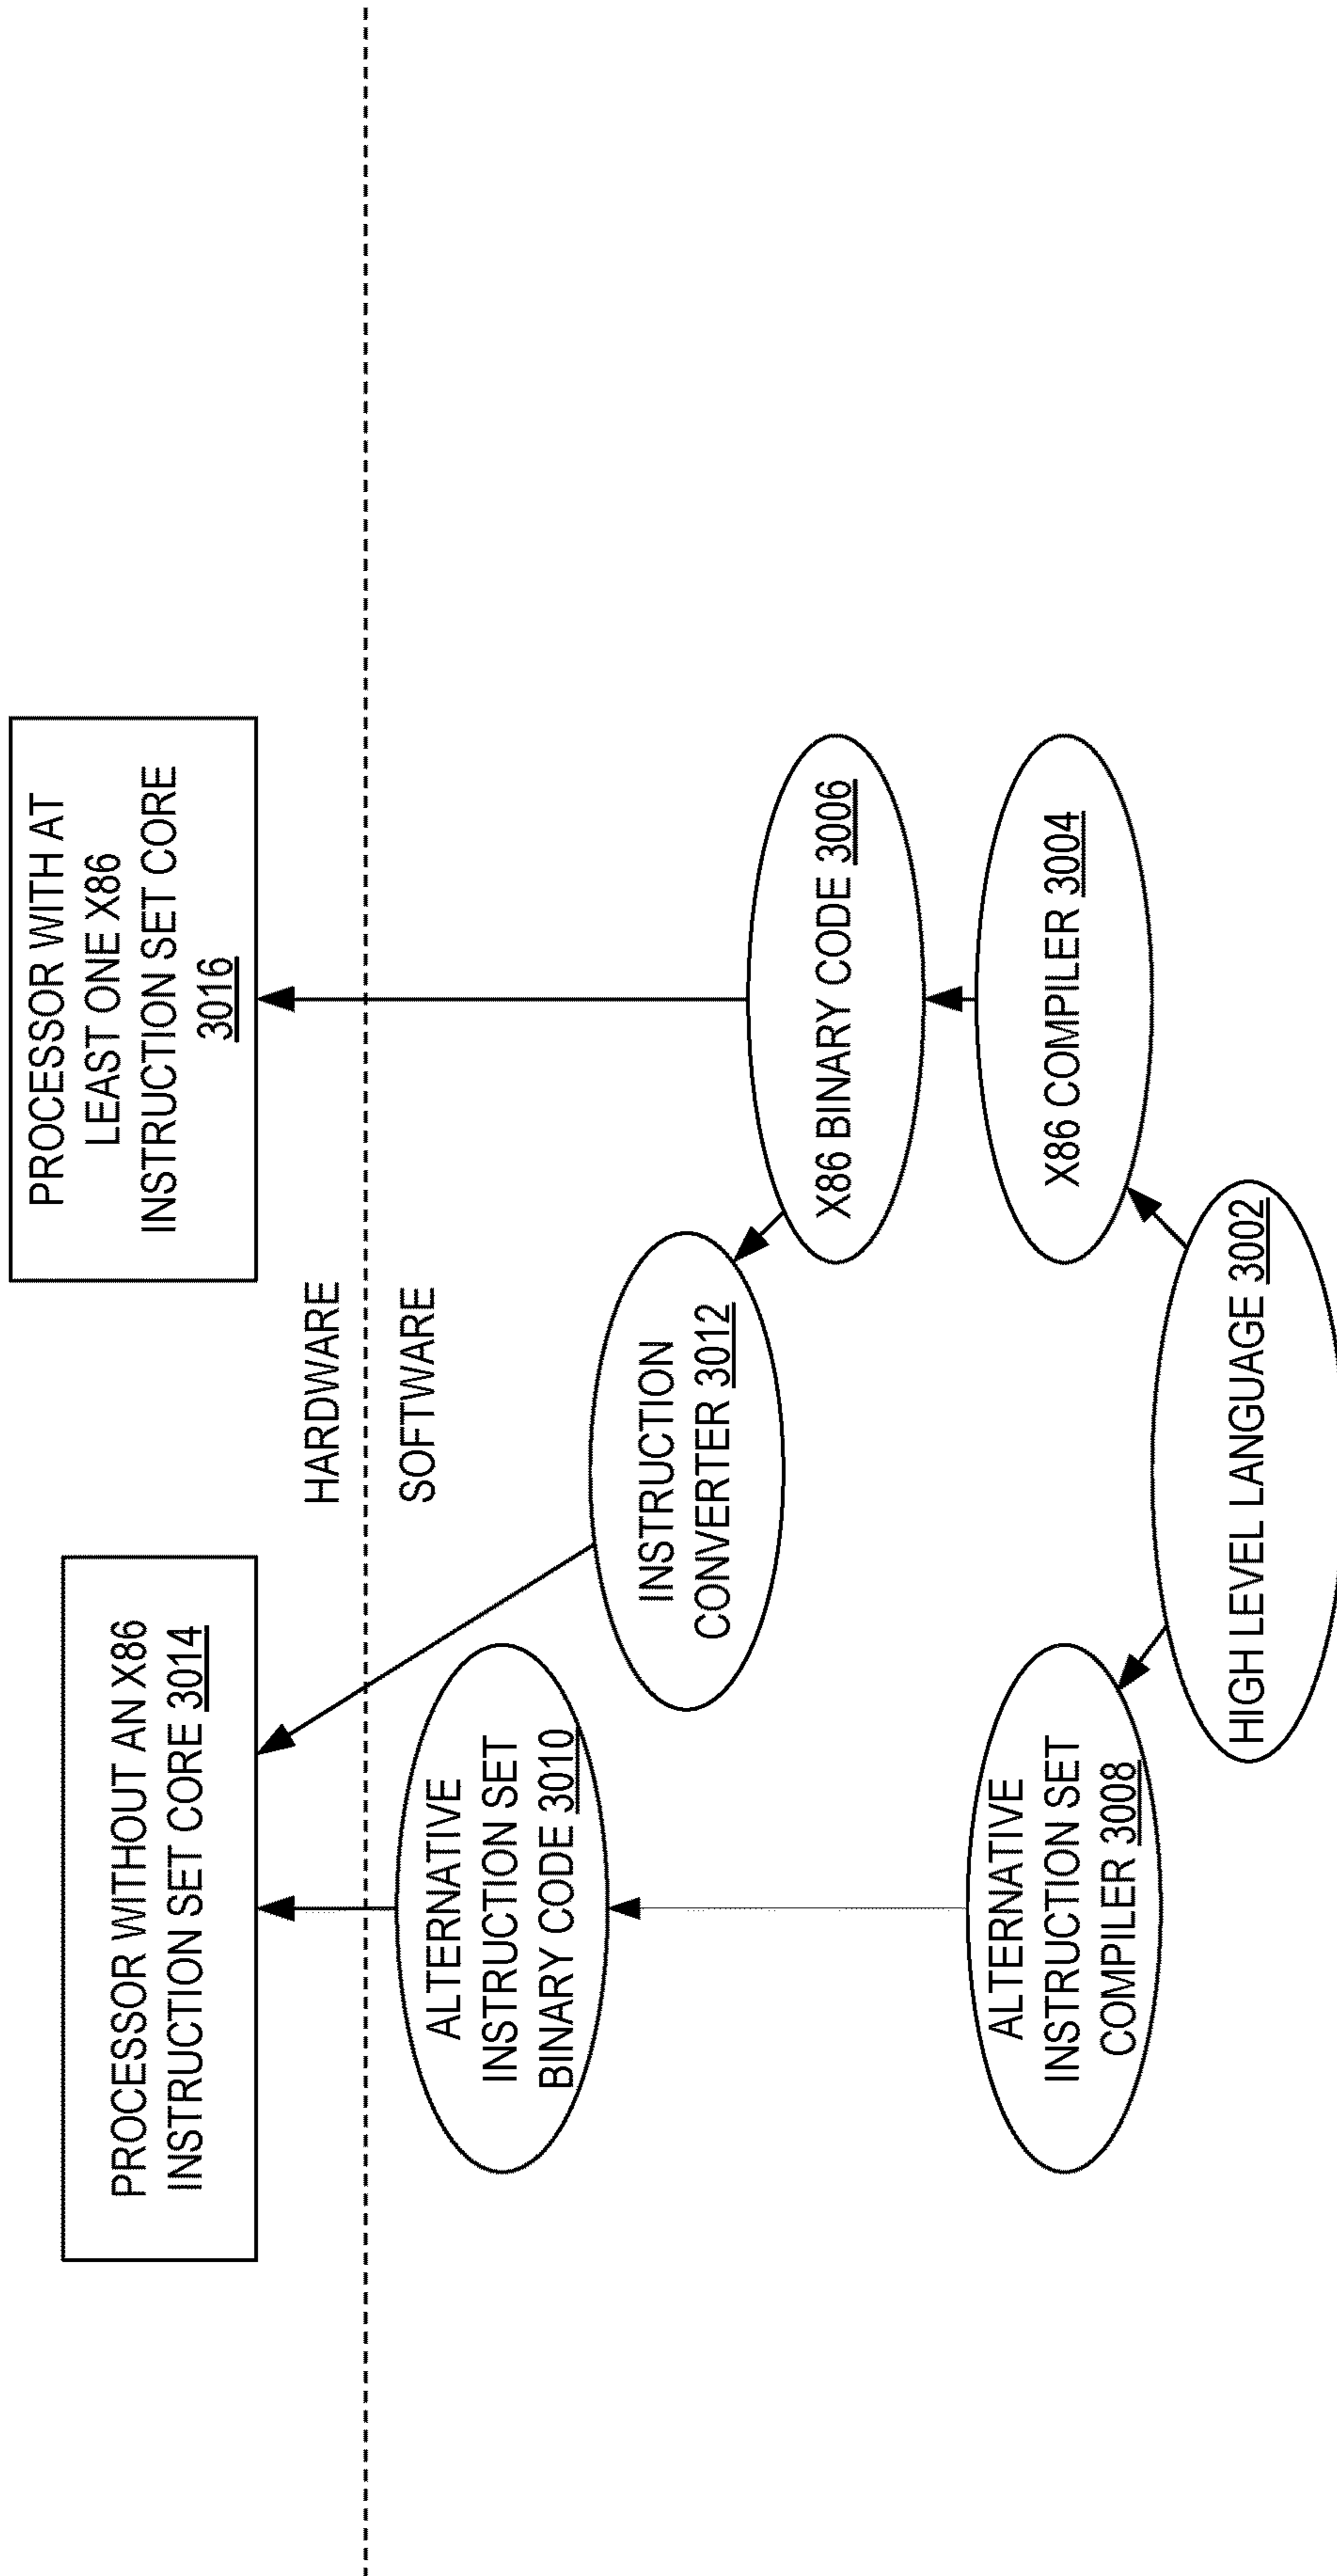 PROCESSOR WITHOUT AN X86
INSTRUCTION SET CORE 3014
PROCESSOR WITH AT
LEAST ONE X86
INSTRUCTION SET CORE
3016
HARDWARE
SOFTWARE
ALTERNATIVE
INSTRUCTION SET
BINARY CODE 3010
INSTRUCTION
CONVERTER 3012
X86 BINARY CODE 3006
ALTERNATIVE
INSTRUCTION SET
COMPILER 3008
X86 COMPILER 3004
HIGH LEVEL LANGUAGE 3002